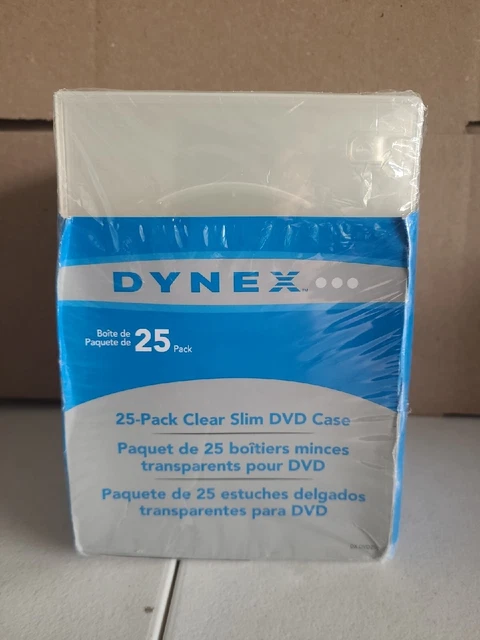 DYNEX™
Boîte de
Paquete de 25 Pack
25-Pack Clear Slim DVD Case
Paquet de 25 boîtiers minces
transparents pour DVD
Paquete de 25 estuches delgados
transparentes para DVD